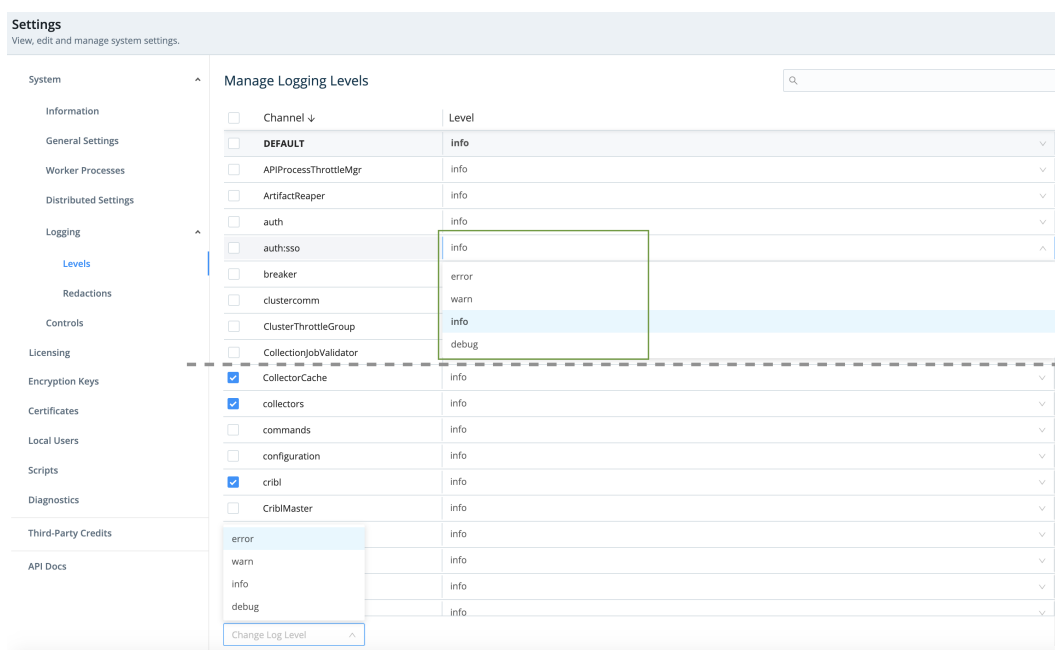 Settings
View, edit and manage system settings.
System
Information
General Settings
Worker Processes
Distributed Settings
Logging
Levels
Redactions
Controls
Licensing
Encryption Keys
Certificates
Local Users
Scripts
Diagnostics
Third-Party Credits
API Docs
Manage Logging Levels
Channel ↓ Level
DEFAULT info
APIProcessThrottleMgr info
ArtifactReaper info
auth info
auth:sso info
breaker
error
clustercomm
warn
ClusterThrottleGroup
info
CollectionJobValidator
debug
CollectorCache info
collectors info
commands info
configuration info
cribl info
CriblMaster info
info
info
info
info
error
warn
info
debug
Change Log Level